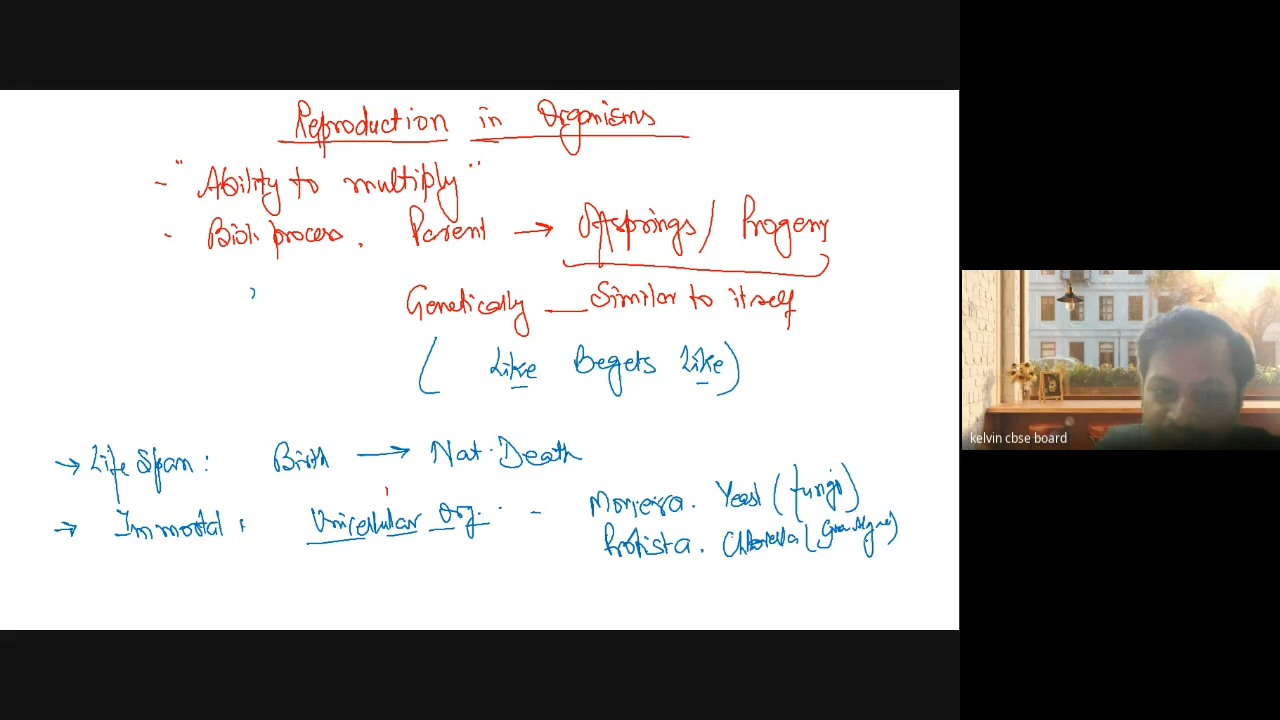 Reproduction in Organisms
- "Ability to multiply"
- Biol. process, Parent → Offsprings / Progeny
Genetically __ Similar to itself
( Like Begets Like )
→ Life Span : Birth → Nat. Death
→ Immortal : Unicellular Org. - Monera. Yeast (fungi)
Protista. Chlorella (Green Algae)
kelvin cbse board